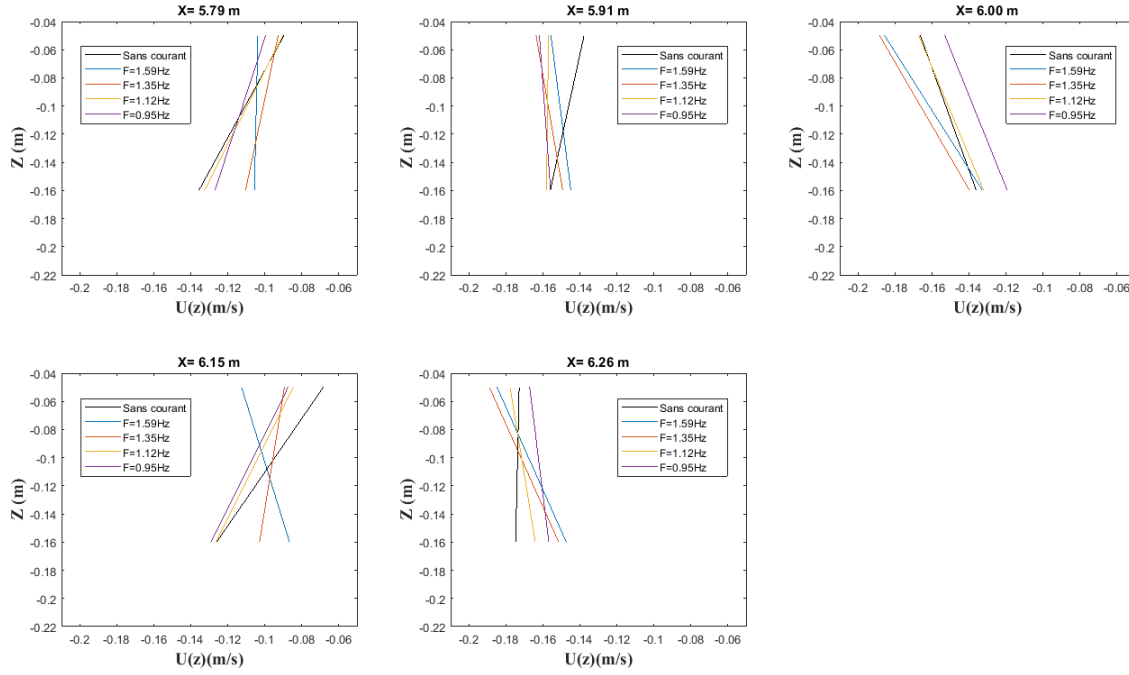 X= 5.79 m
-0.04
-0.06
-0.08
-0.1
-0.12
-0.14
-0.16
-0.18
-0.2
-0.22
Z (m)
Sans courant
F=1.59Hz
F=1.35Hz
F=1.12Hz
F=0.95Hz
-0.2 -0.18 -0.16 -0.14 -0.12 -0.1 -0.08 -0.06
U(z)(m/s)
X= 5.91 m
-0.04
-0.06
-0.08
-0.1
-0.12
-0.14
-0.16
-0.18
-0.2
-0.22
Z (m)
Sans courant
F=1.59Hz
F=1.35Hz
F=1.12Hz
F=0.95Hz
-0.2 -0.18 -0.16 -0.14 -0.12 -0.1 -0.08 -0.06
U(z)(m/s)
X= 6.00 m
-0.04
-0.06
-0.08
-0.1
-0.12
-0.14
-0.16
-0.18
-0.2
-0.22
Z (m)
Sans courant
F=1.59Hz
F=1.35Hz
F=1.12Hz
F=0.95Hz
-0.2 -0.18 -0.16 -0.14 -0.12 -0.1 -0.08 -0.06
U(z)(m/s)
X= 6.15 m
-0.04
-0.06
-0.08
-0.1
-0.12
-0.14
-0.16
-0.18
-0.2
-0.22
Z (m)
Sans courant
F=1.59Hz
F=1.35Hz
F=1.12Hz
F=0.95Hz
-0.2 -0.18 -0.16 -0.14 -0.12 -0.1 -0.08 -0.06
U(z)(m/s)
X= 6.26 m
-0.04
-0.06
-0.08
-0.1
-0.12
-0.14
-0.16
-0.18
-0.2
-0.22
Z (m)
Sans courant
F=1.59Hz
F=1.35Hz
F=1.12Hz
F=0.95Hz
-0.2 -0.18 -0.16 -0.14 -0.12 -0.1 -0.08 -0.06
U(z)(m/s)